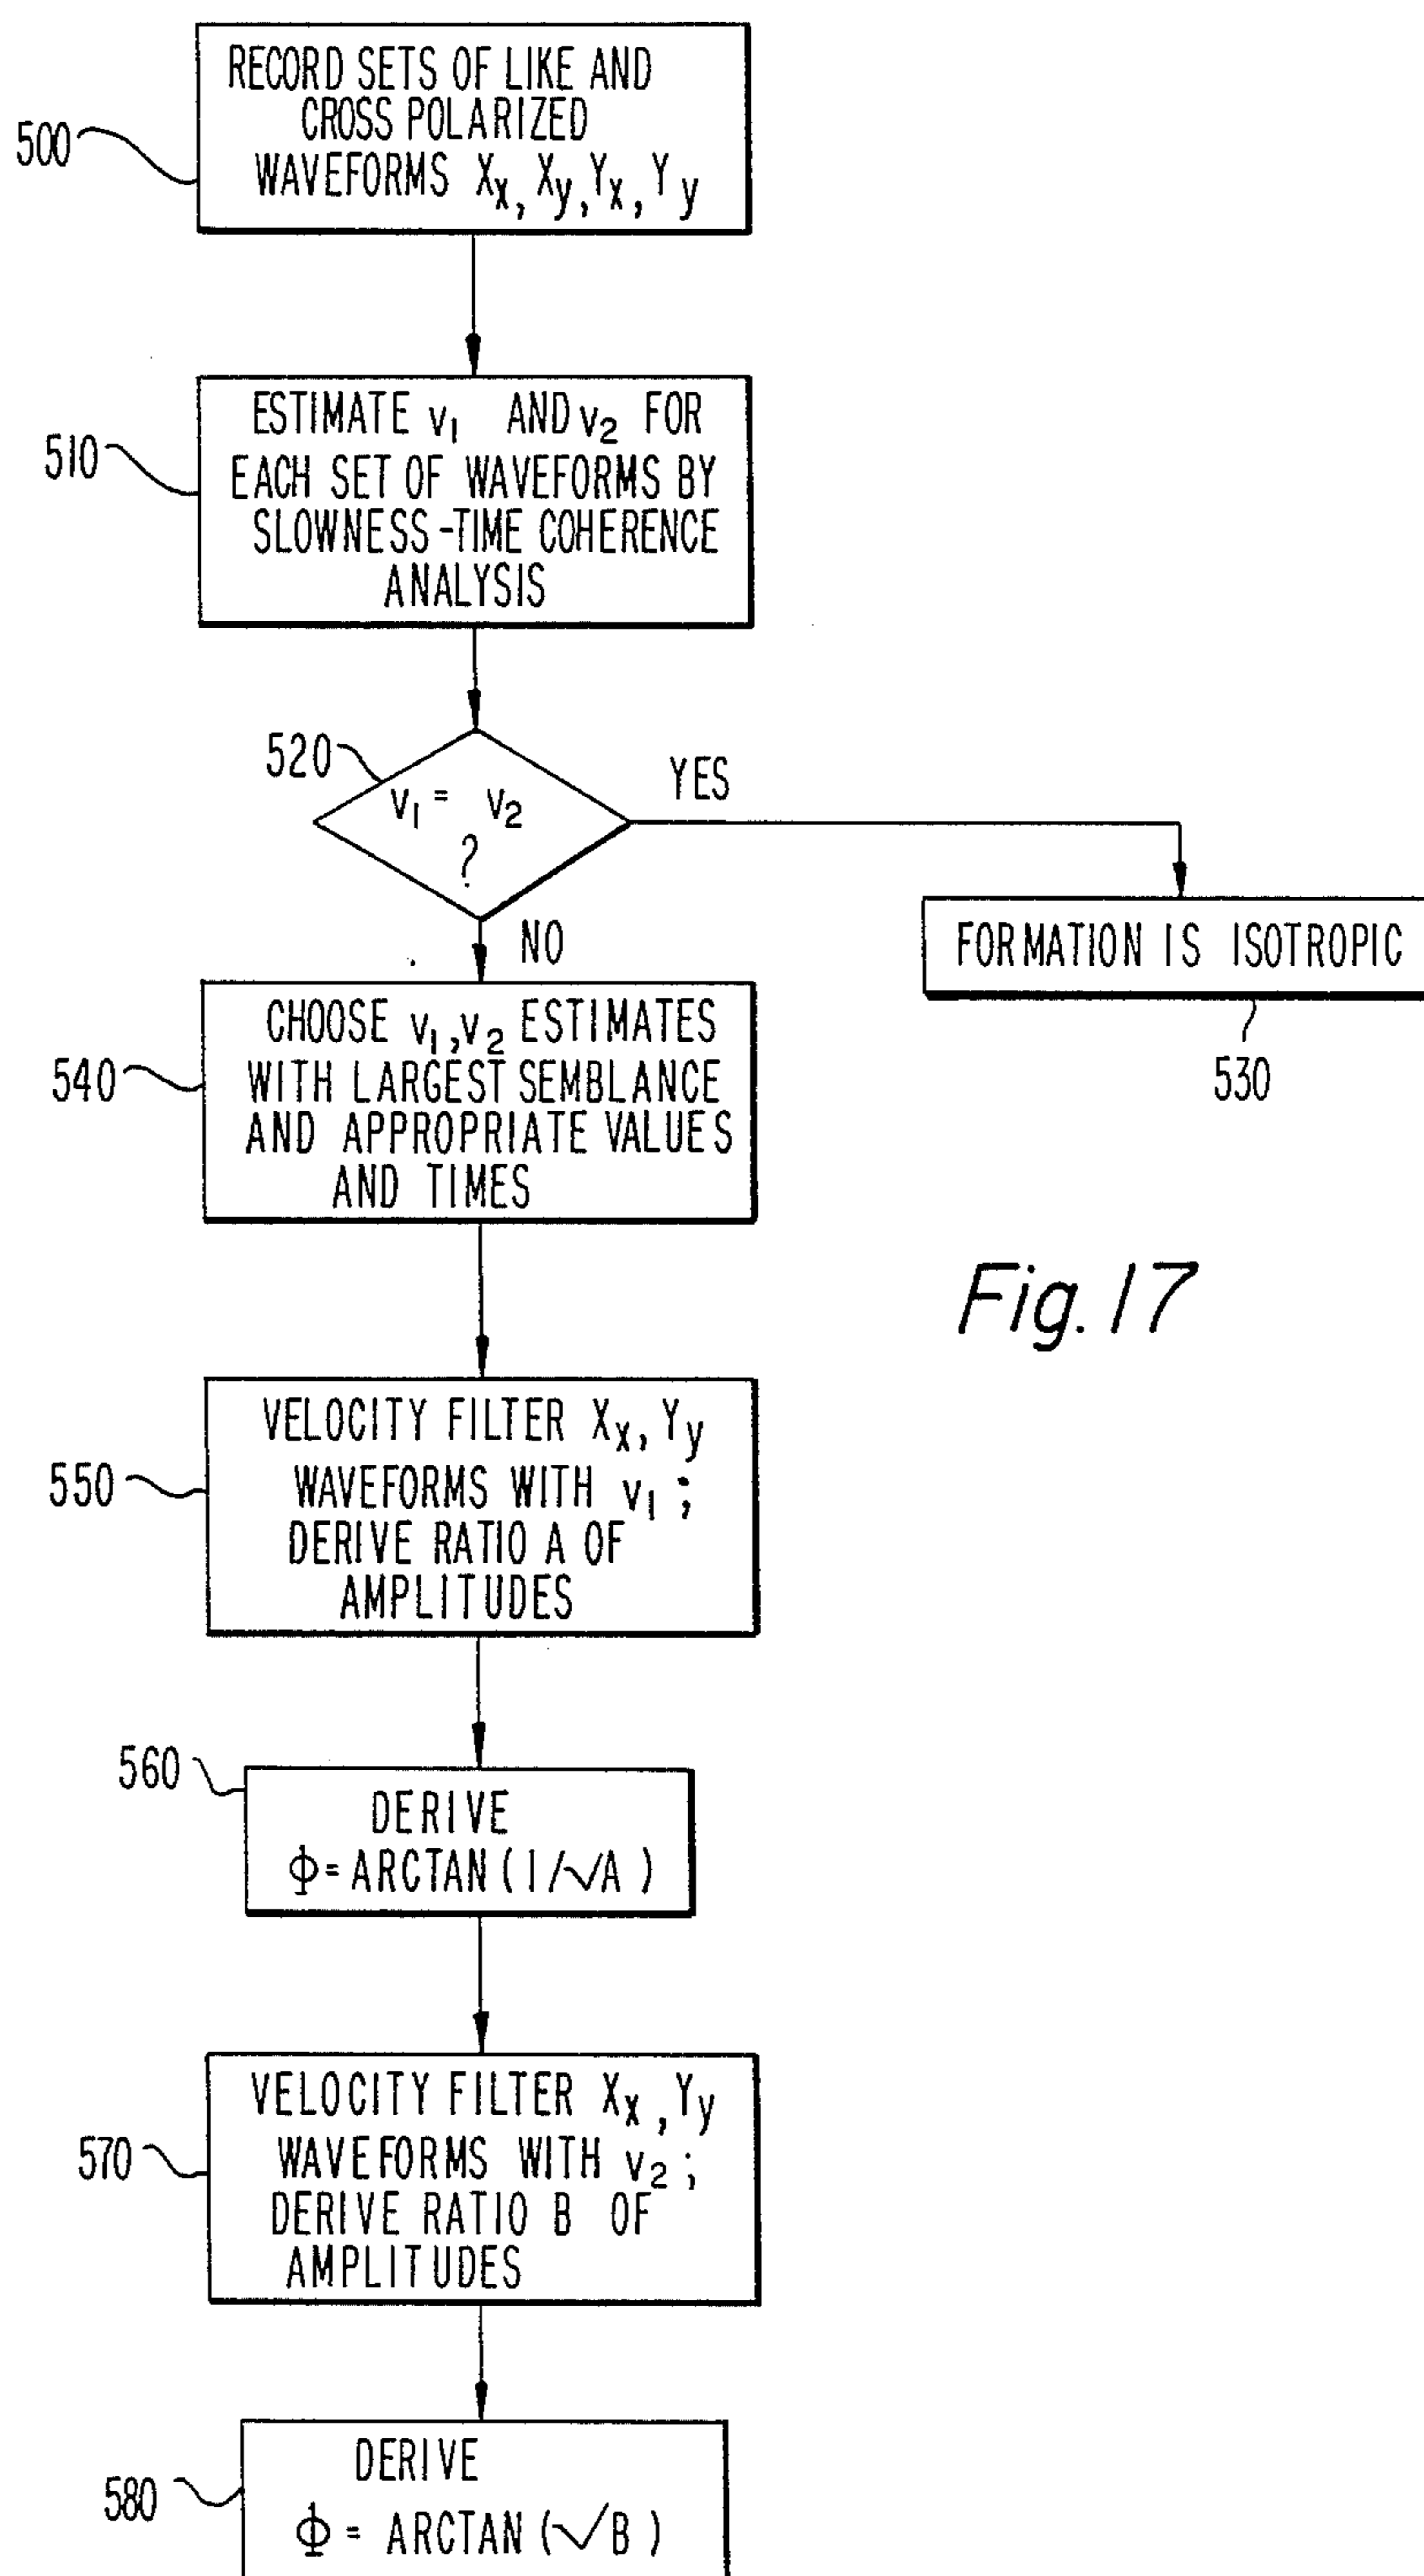 RECORD SETS OF LIKE AND
CROSS POLARIZED
WAVEFORMS Xx, Xy, Yx, Yy
500
ESTIMATE v1 AND v2 FOR
EACH SET OF WAVEFORMS BY
SLOWNESS-TIME COHERENCE
ANALYSIS
510
520
v1 = v2
?
YES
NO
FORMATION IS ISOTROPIC
530
CHOOSE v1, v2 ESTIMATES
WITH LARGEST SEMBLANCE
AND APPROPRIATE VALUES
AND TIMES
540
Fig. 17
VELOCITY FILTER Xx, Yy
WAVEFORMS WITH v1 ;
DERIVE RATIO A OF
AMPLITUDES
550
560
DERIVE
Φ = ARCTAN (1/√A)
VELOCITY FILTER Xx, Yy
WAVEFORMS WITH v2 ;
DERIVE RATIO B OF
AMPLITUDES
570
DERIVE
Φ = ARCTAN (√B)
580